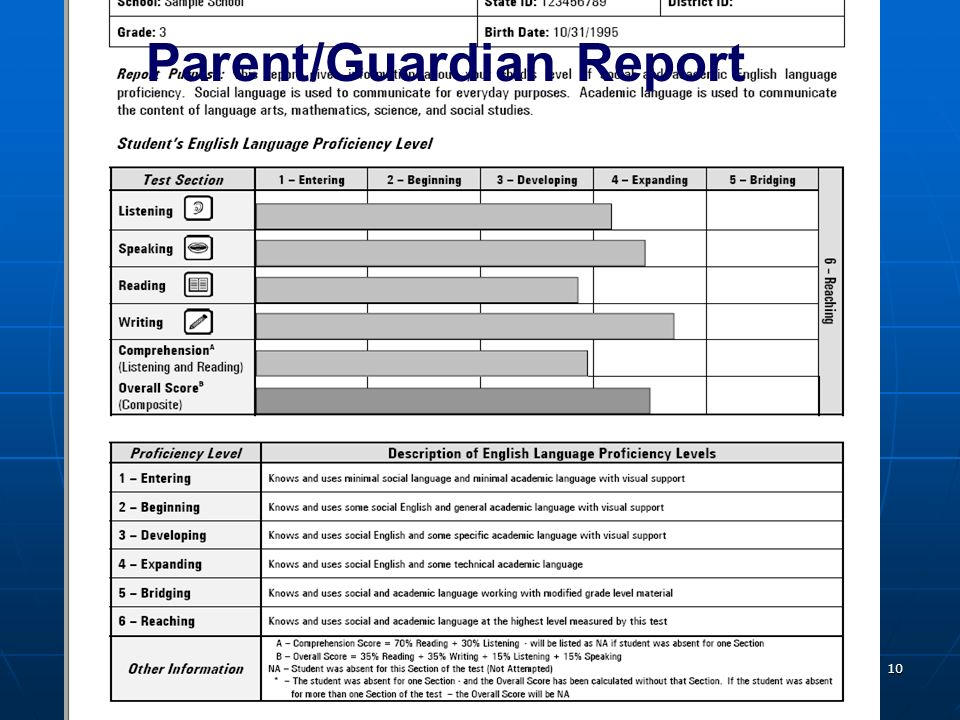 School: Sample School State ID: 123456789 District ID:
Grade: 3 Birth Date: 10/31/1995
Parent/Guardian Report
Report Purpose: This report gives information about your child's level of social and academic English language
proficiency. Social language is used to communicate for everyday purposes. Academic language is used to communicate
the content of language arts, mathematics, science, and social studies.
Student's English Language Proficiency Level
Test Section 1 – Entering 2 – Beginning 3 – Developing 4 – Expanding 5 – Bridging
6 – Reaching
Listening
Speaking
Reading
Writing
Comprehensionᴬ
(Listening and Reading)
Overall Scoreᴮ
(Composite)
Proficiency Level Description of English Language Proficiency Levels
1 – Entering Knows and uses minimal social language and minimal academic language with visual support
2 – Beginning Knows and uses some social English and general academic language with visual support
3 – Developing Knows and uses social English and some specific academic language with visual support
4 – Expanding Knows and uses social English and some technical academic language
5 – Bridging Knows and uses social and academic language working with modified grade level material
6 – Reaching Knows and uses social and academic language at the highest level measured by this test
Other Information
A – Comprehension Score = 70% Reading + 30% Listening - will be listed as NA if student was absent for one Section
B – Overall Score = 35% Reading + 35% Writing + 15% Listening + 15% Speaking
NA – Student was absent for this Section of the test (Not Attempted)
* – The student was absent for one Section - and the Overall Score has been calculated without that Section. If the student was absent
for more than one Section of the test – the Overall Score will be NA
10